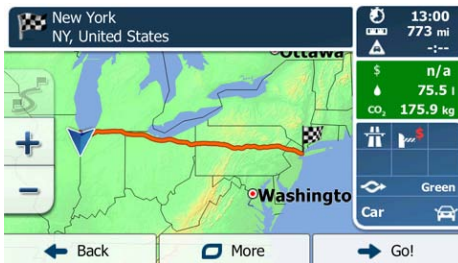 New York
NY, United States
13:00
773 mi
-:--
$ n/a
75.5 l
CO₂ 175.9 kg
$
Green
Car
Ottawa
Washingto
Back
More
Go!